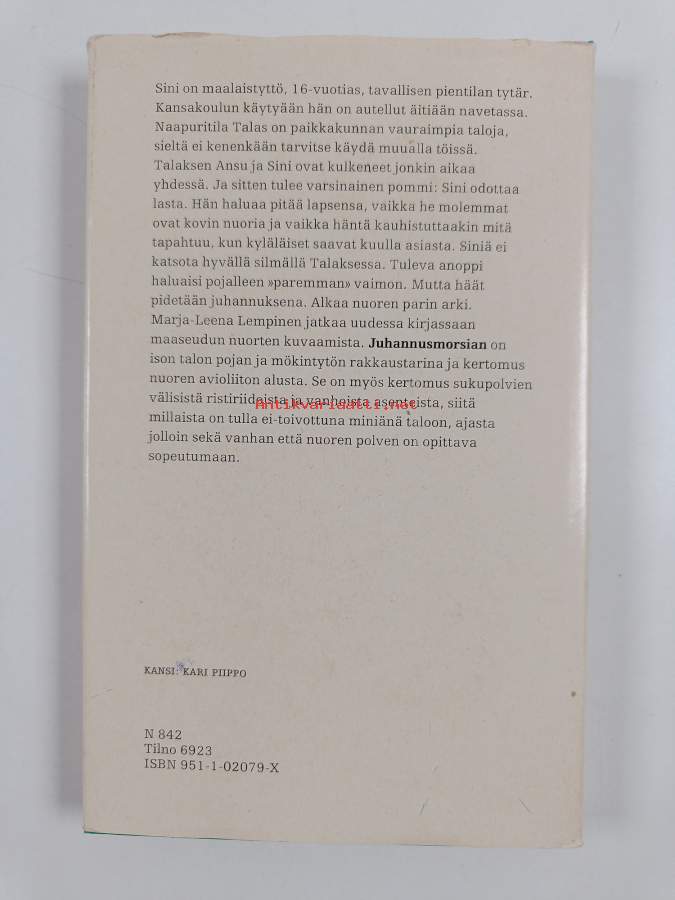 Sini on maalaistyttö, 16-vuotias, tavallisen pientilan tytär.
Kansakoulun käytyään hän on autellut äitiään navetassa.
Naapuritila Talas on paikkakunnan vauraimpia taloja,
sieltä ei kenenkään tarvitse käydä muualla töissä.
Talaksen Ansu ja Sini ovat kulkeneet jonkin aikaa
yhdessä. Ja sitten tulee varsinainen pommi: Sini odottaa
lasta. Hän haluaa pitää lapsensa, vaikka he molemmat
ovat kovin nuoria ja vaikka häntä kauhistuttaakin mitä
tapahtuu, kun kyläläiset saavat kuulla asiasta. Siniä ei
katsota hyvällä silmällä Talaksessa. Tuleva anoppi
haluaisi pojalleen »paremman» vaimon. Mutta häät
pidetään juhannuksena. Alkaa nuoren parin arki.
Marja-Leena Lempinen jatkaa uudessa kirjassaan
maaseudun nuorten kuvaamista. Juhannusmorsian on
ison talon pojan ja mökintytön rakkaustarina ja kertomus
nuoren avioliiton alusta. Se on myös kertomus sukupolvien
välisistä ristiriidoista ja vanhoista asenteista, siitä
Antikvariaatti.net
millaista on tulla ei-toivottuna miniänä taloon, ajasta
jolloin sekä vanhan että nuoren polven on opittava
sopeutumaan.
KANSI: KARI PIIPPO
N 842
Tilno 6923
ISBN 951-1-02079-X